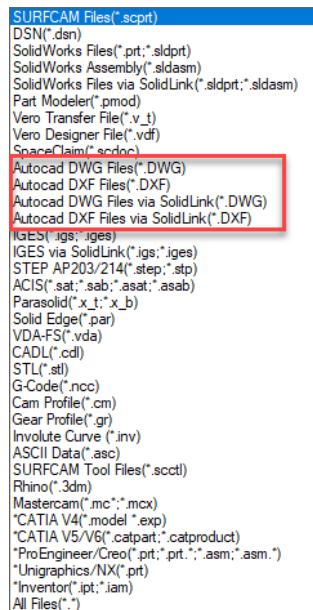 SURFCAM Files(*.scprt)
DSN(*.dsn)
SolidWorks Files(*.prt;*.sldprt)
SolidWorks Assembly(*.sldasm)
SolidWorks Files via SolidLink(*.sldprt;*.sldasm)
Part Modeler(*.pmod)
Vero Transfer File(*.v_t)
Vero Designer File(*.vdf)
SpaceClaim(*.scdoc)
Autocad DWG Files(*.DWG)
Autocad DXF Files(*.DXF)
Autocad DWG Files via SolidLink(*.DWG)
Autocad DXF Files via SolidLink(*.DXF)
IGES(*.igs;*.iges)
IGES via SolidLink(*.igs;*.iges)
STEP AP203/214(*.step;*.stp)
ACIS(*.sat;*.sab;*.asat;*.asab)
Parasolid(*.x_t;*.x_b)
Solid Edge(*.par)
VDA-FS(*.vda)
CADL(*.cdl)
STL(*.stl)
G-Code(*.ncc)
Cam Profile(*.cm)
Gear Profile(*.gr)
Involute Curve (*.inv)
ASCII Data(*.asc)
SURFCAM Tool Files(*.scctl)
Rhino(*.3dm)
Mastercam(*.mc*;*.mcx)
*CATIA V4(*.model *.exp)
*CATIA V5/V6(*.catpart;*.catproduct)
*ProEngineer/Creo(*.prt;*.prt.*;*.asm;*.asm.*)
*Unigraphics/NX(*.prt)
*Inventor(*.ipt;*.iam)
All Files(*.*)